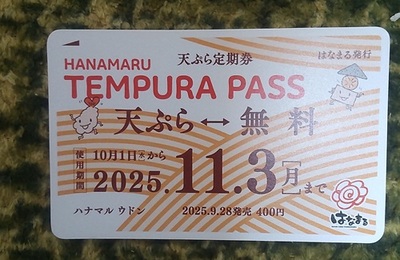 天ぷら定期券
はなまる発行
HANAMARU
TEMPURA PASS
天ぷら↔無料
使用期間
10月1日(水)から
2025.11.3[月]まで
ハナマル ウドン
2025.9.28発売 400円
はなまる